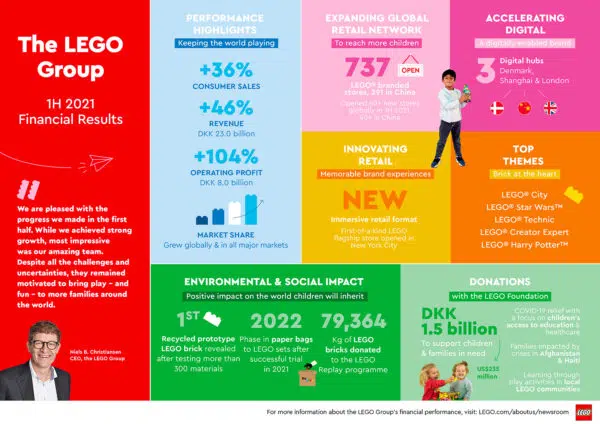 The LEGO
Group
1H 2021
Financial Results
We are pleased with the
progress we made in the first
half. While we achieved strong
growth, most impressive
was our amazing team.
Despite all the challenges and
uncertainties, they remained
motivated to bring play – and
fun – to more families around
the world.
Niels B. Christiansen
CEO, the LEGO Group
PERFORMANCE
HIGHLIGHTS
Keeping the world playing
+36%
CONSUMER SALES
+46%
REVENUE
DKK 23.0 billion
+104%
OPERATING PROFIT
DKK 8.0 billion
MARKET SHARE
Grew globally & in all major markets
EXPANDING GLOBAL
RETAIL NETWORK
To reach more children
737
OPEN
LEGO® branded
stores, 291 in China
Opened 60+ new stores
globally in 1H 2021,
40+ in China
ACCELERATING
DIGITAL
A digitally enabled brand
3
Digital hubs
Denmark,
Shanghai & London
INNOVATING
RETAIL
Memorable brand experiences
NEW
Immersive retail format
First-of-a-kind LEGO
flagship store opened in
New York City
TOP
THEMES
Brick at the heart
LEGO® City
LEGO® Star Wars™
LEGO® Technic
LEGO® Creator Expert
LEGO® Harry Potter™
ENVIRONMENTAL & SOCIAL IMPACT
Positive impact on the world children will inherit
1ST
Recycled prototype
LEGO brick revealed
after testing more than
300 materials
2022
Phase in paper bags
to LEGO sets after
successful trial
in 2021
79,364
Kg of LEGO
bricks donated
to the LEGO
Replay programme
DONATIONS
with the LEGO Foundation
DKK
1.5 billion
To support children
& families in need
US$235
million
COVID-19 relief with
a focus on children's
access to education &
healthcare
Families impacted by
crises in Afghanistan
& Haiti
Learning through
play activities in local
LEGO communities
For more information about the LEGO Group's financial performance, visit: LEGO.com/aboutus/newsroom
LEGO